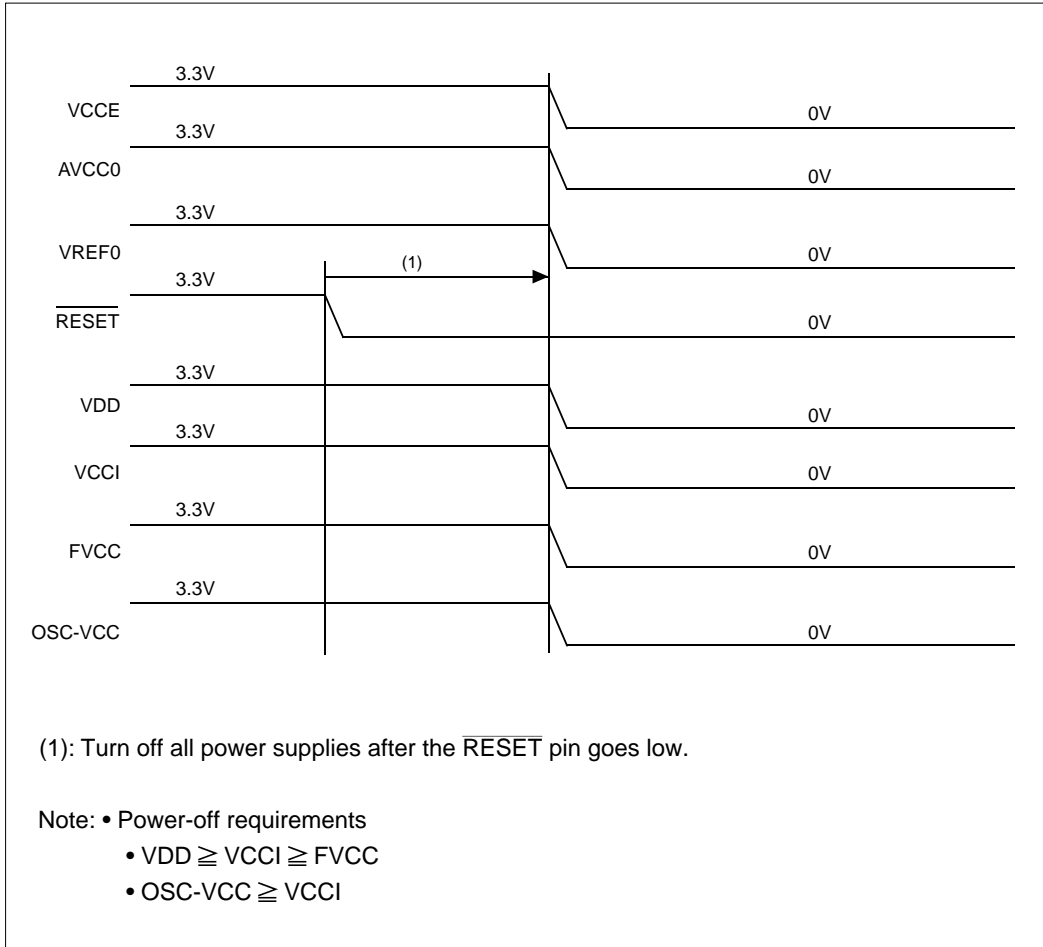 3.3V
VCCE
0V
3.3V
AVCC0
0V
3.3V
VREF0
0V
(1)
3.3V
RESET
0V
3.3V
VDD
0V
3.3V
VCCI
0V
3.3V
FVCC
0V
3.3V
OSC-VCC
0V
(1): Turn off all power supplies after the RESET pin goes low.
Note: • Power-off requirements
• VDD ≧ VCCI ≧ FVCC
• OSC-VCC ≧ VCCI